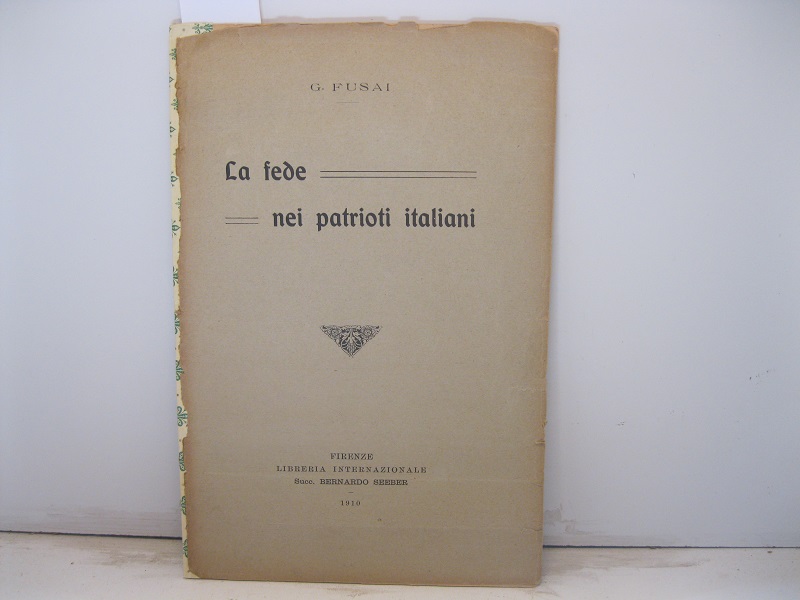 G. FUSAI
La fede
nei patrioti italiani
FIRENZE
LIBRERIA INTERNAZIONALE
Succ. BERNARDO SEEBER
1910